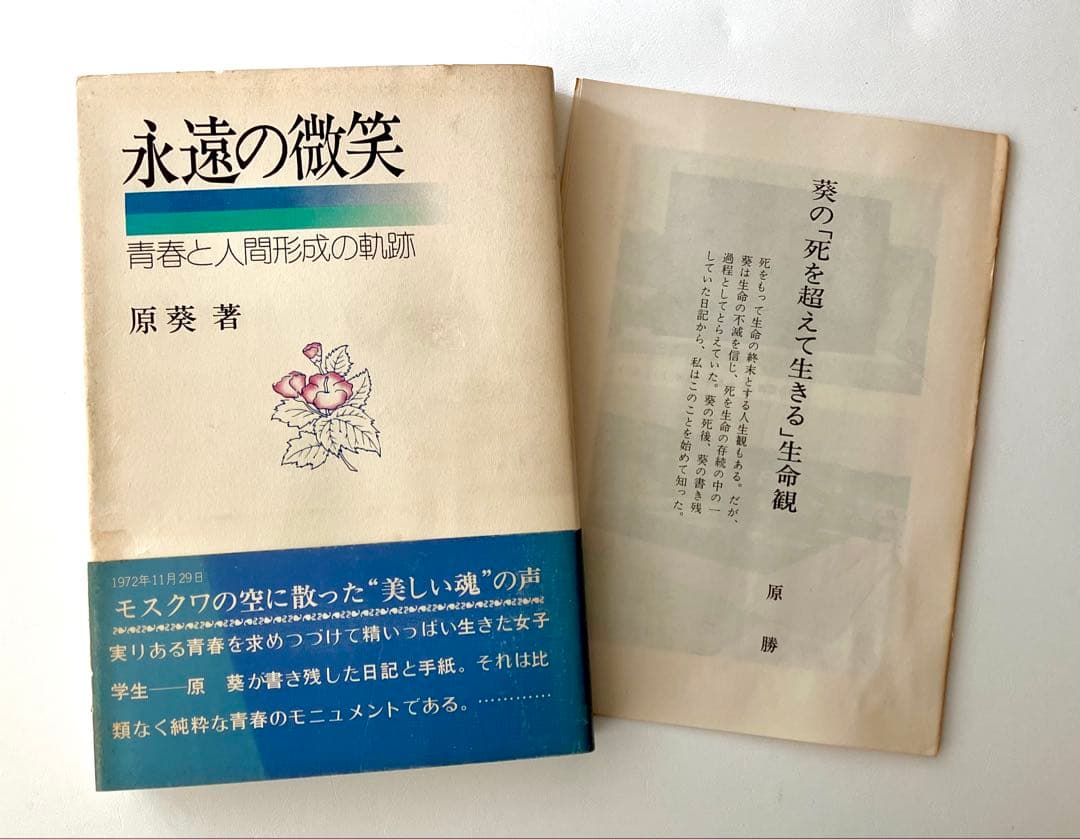 永遠の微笑
青春と人間形成の軌跡
原葵 著
1972年11月29日
モスクワの空に散った“美しい魂”の声
実りある青春を求めつづけて精いっぱい生きた女子
学生――原　葵が書き残した日記と手紙。それは比
類なく純粋な青春のモニュメントである。…………
葵の「死を超えて生きる」生命観
死をもって生命の終末とする人生観もある。だが、
葵は生命の不滅を信じ、死を生命の存続の中の一
過程としてとらえていた。葵の死後、葵の書き残
していた日記から、私はこのことを始めて知った。
原　勝